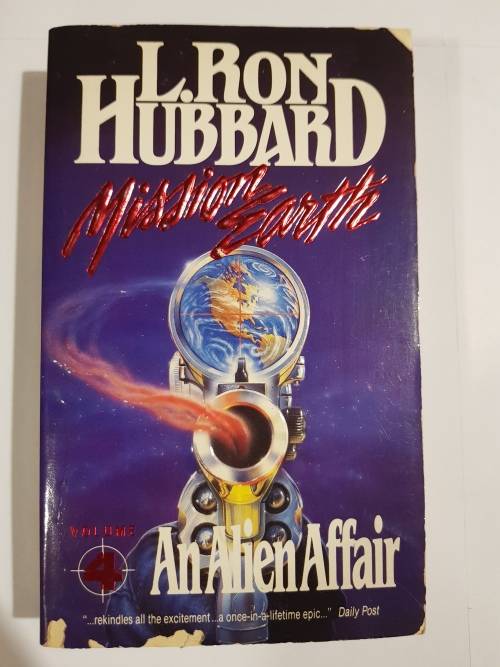 L. RON
HUBBARD
Mission
Earth
VOLUME
4
An Alien Affair
"...rekindles all the excitement...a once-in-a-lifetime epic..." Daily Post